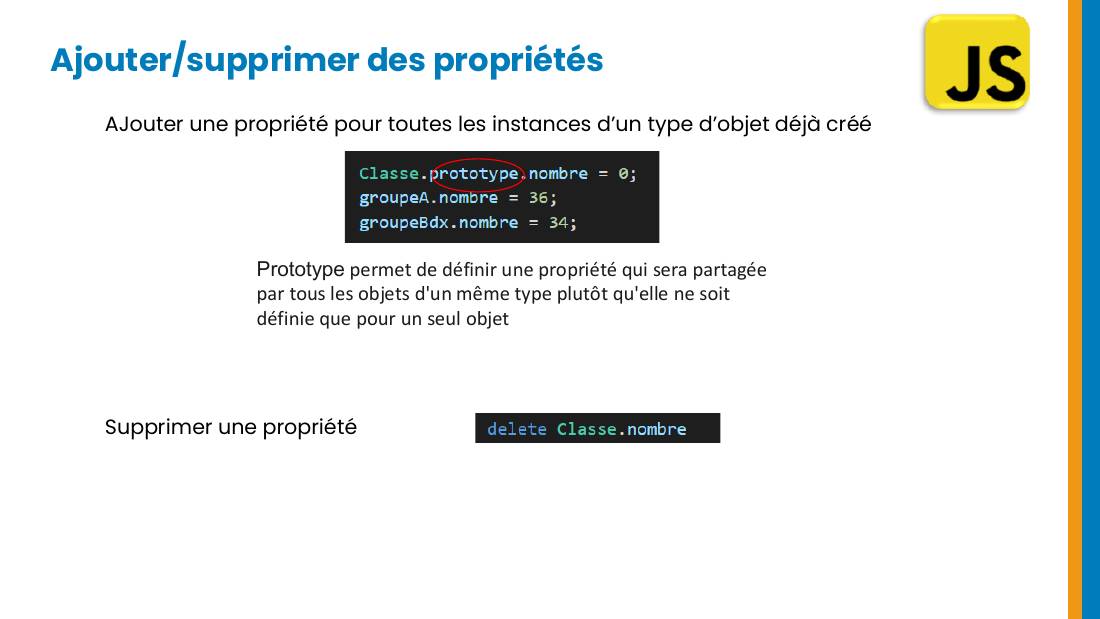 Ajouter/supprimer des propriétés
JS
AJouter une propriété pour toutes les instances d’un type d’objet déjà créé
Classe.prototype.nombre = 0;
groupeA.nombre = 36;
groupeBdx.nombre = 34;
Prototype permet de définir une propriété qui sera partagée
par tous les objets d'un même type plutôt qu'elle ne soit
définie que pour un seul objet
Supprimer une propriété
delete Classe.nombre